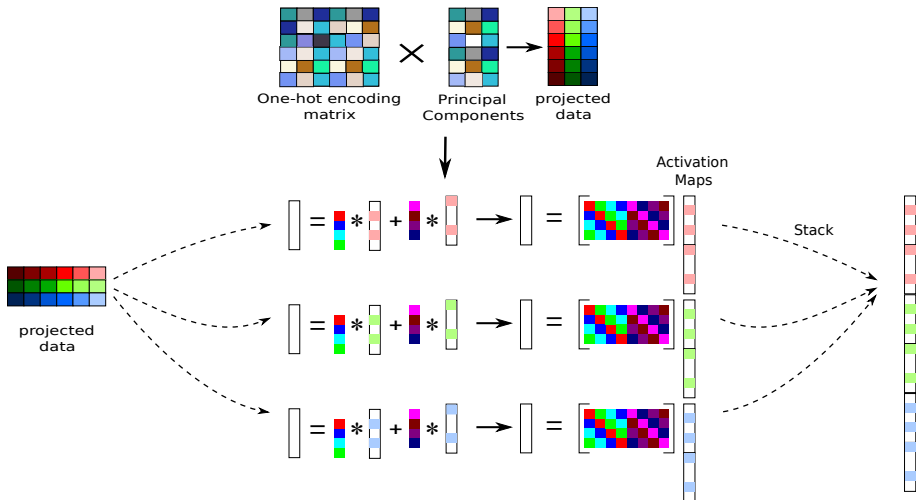 One-hot encoding
matrix
Principal
Components
projected
data
Activation
Maps
= * + * =
Stack
projected
data
= * + * =
= * + * =